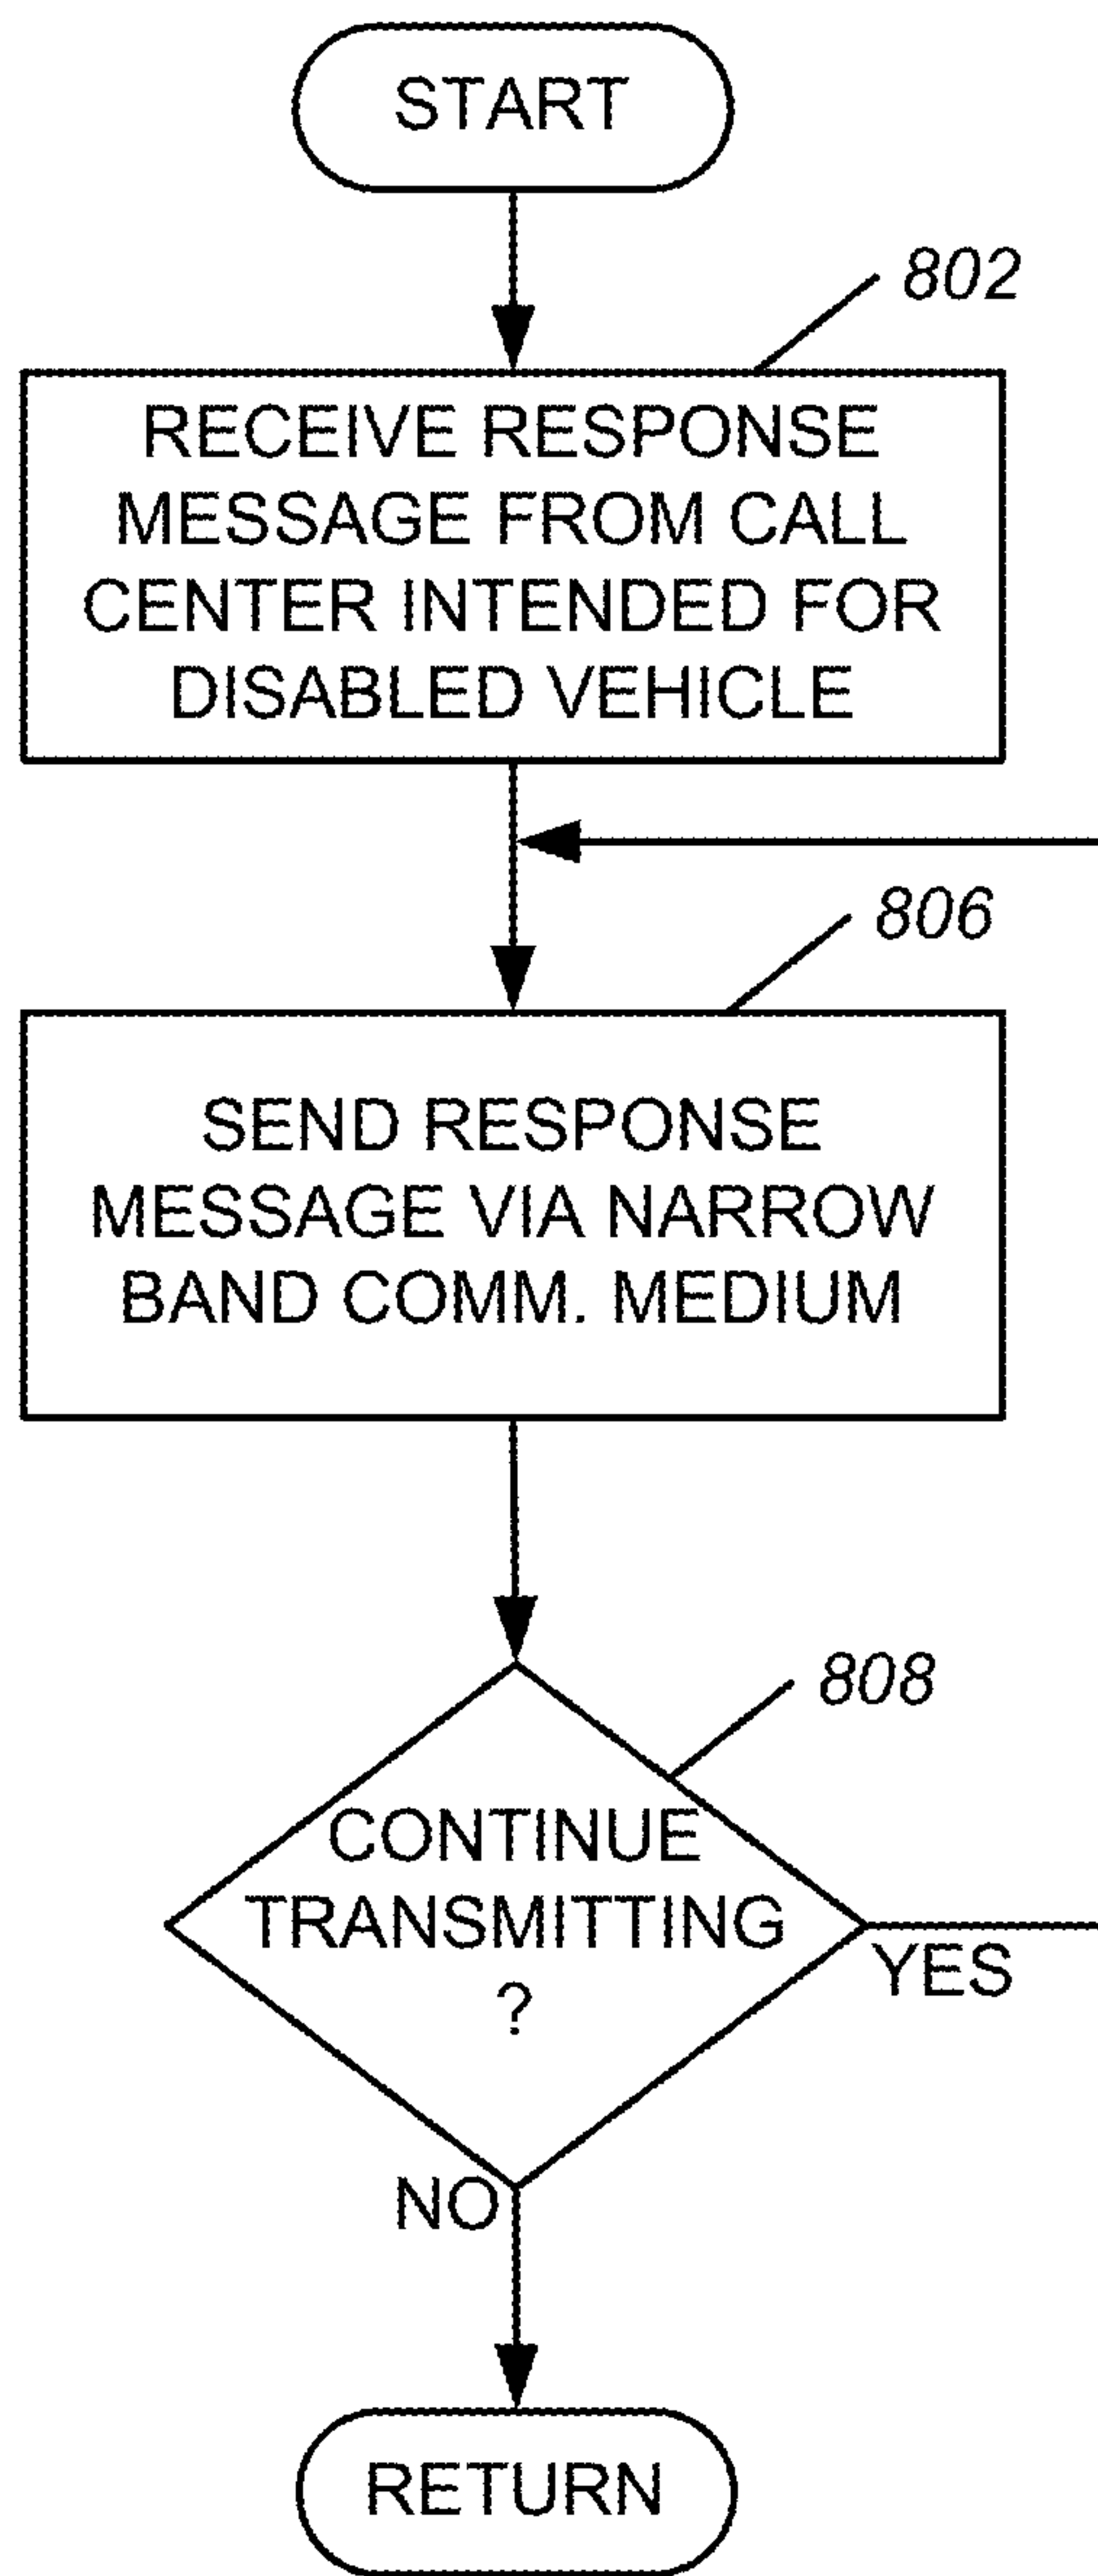 START
802
RECEIVE RESPONSE
MESSAGE FROM CALL
CENTER INTENDED FOR
DISABLED VEHICLE
806
SEND RESPONSE
MESSAGE VIA NARROW
BAND COMM. MEDIUM
808
CONTINUE
TRANSMITTING
?
YES
NO
RETURN